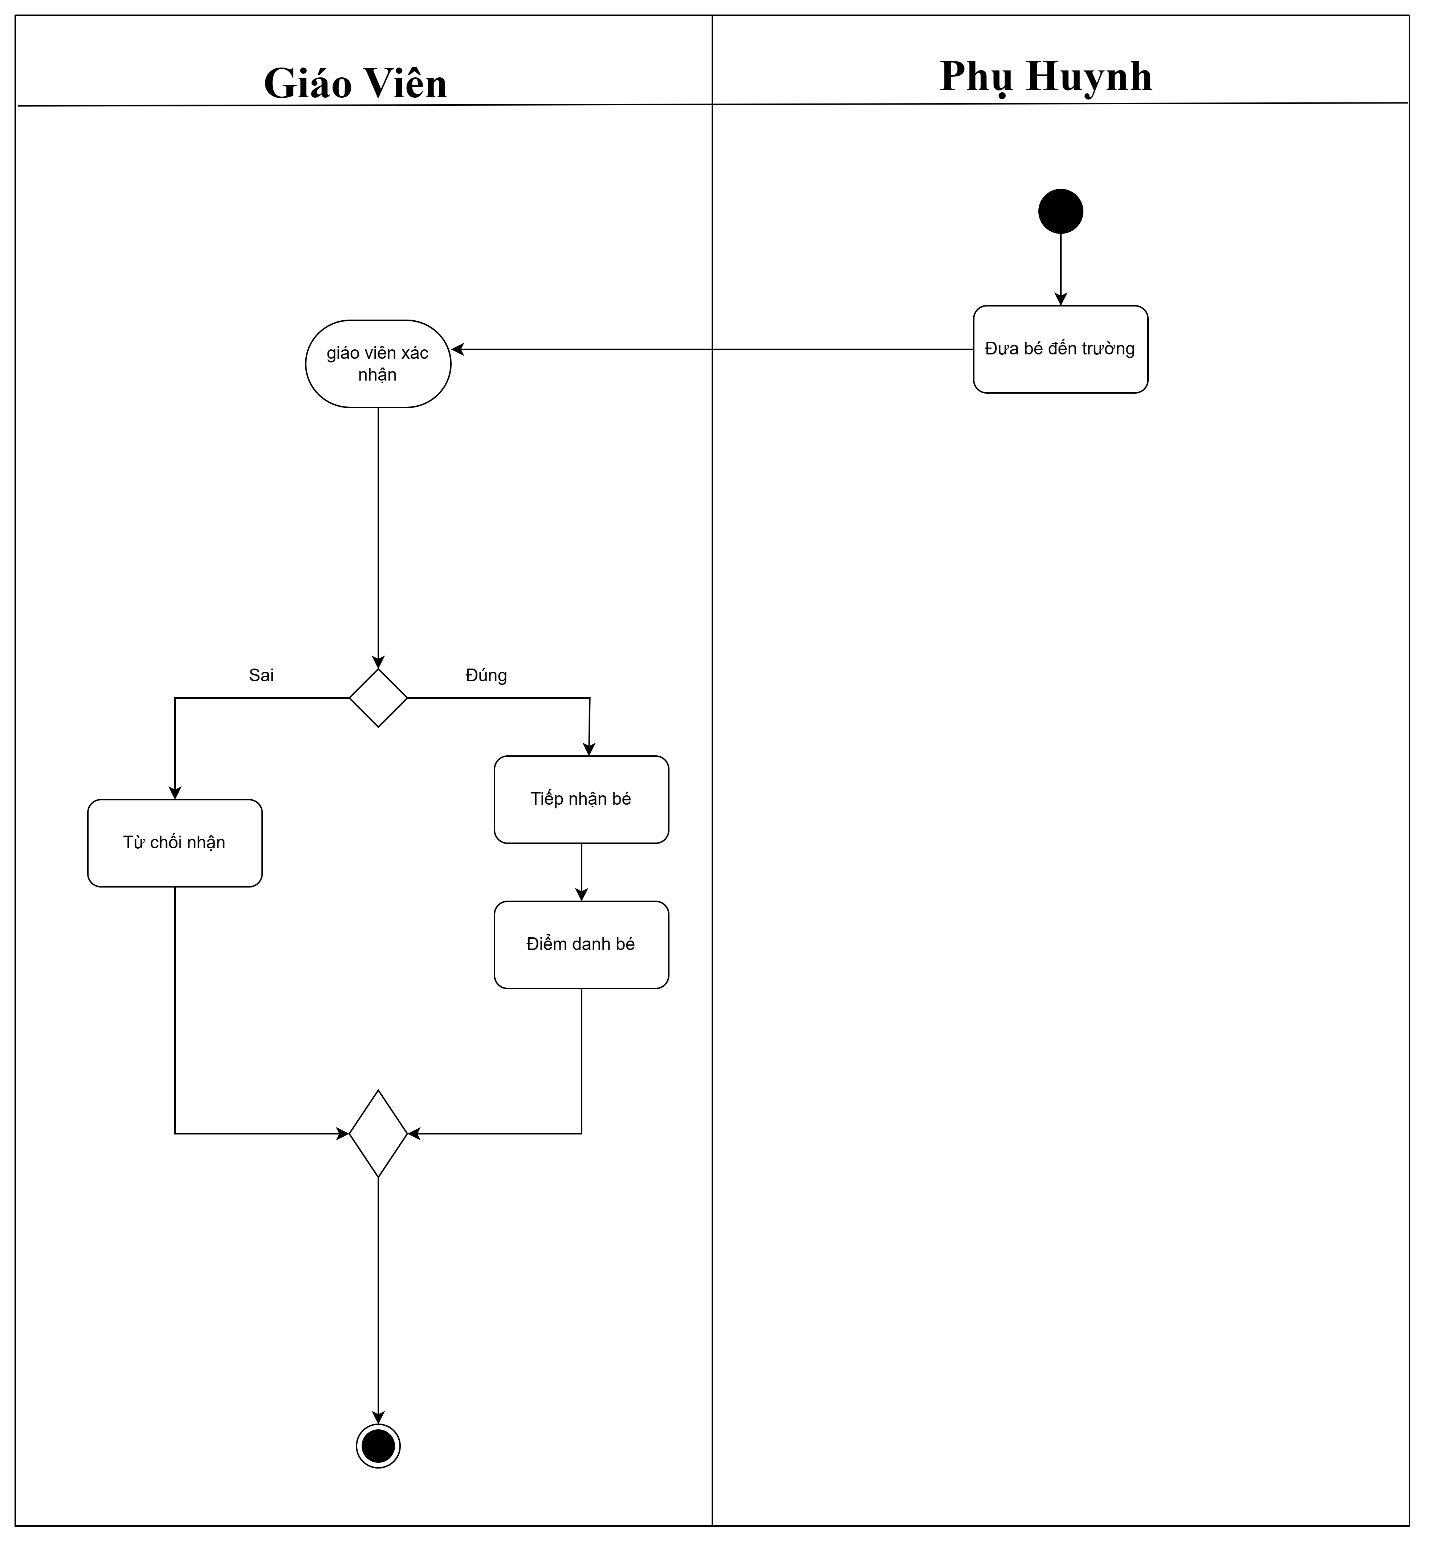 Giáo Viên
Phụ Huynh
Đưa bé đến trường
giáo viên xác
nhận
Sai
Đúng
Tiếp nhận bé
Từ chối nhận
Điểm danh bé